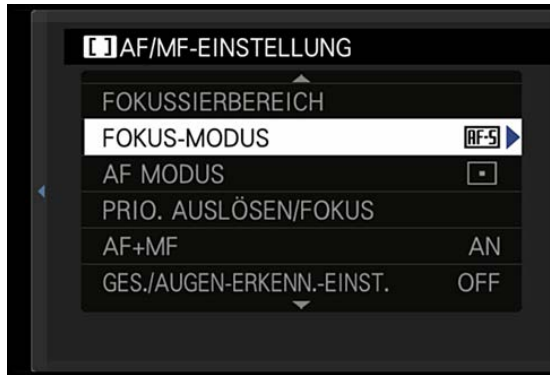 [ ] AF/MF-EINSTELLUNG
FOKUSSIERBEREICH
FOKUS-MODUS AF-S
AF MODUS
PRIO. AUSLÖSEN/FOKUS
AF+MF AN
GES./AUGEN-ERKENN.-EINST. OFF